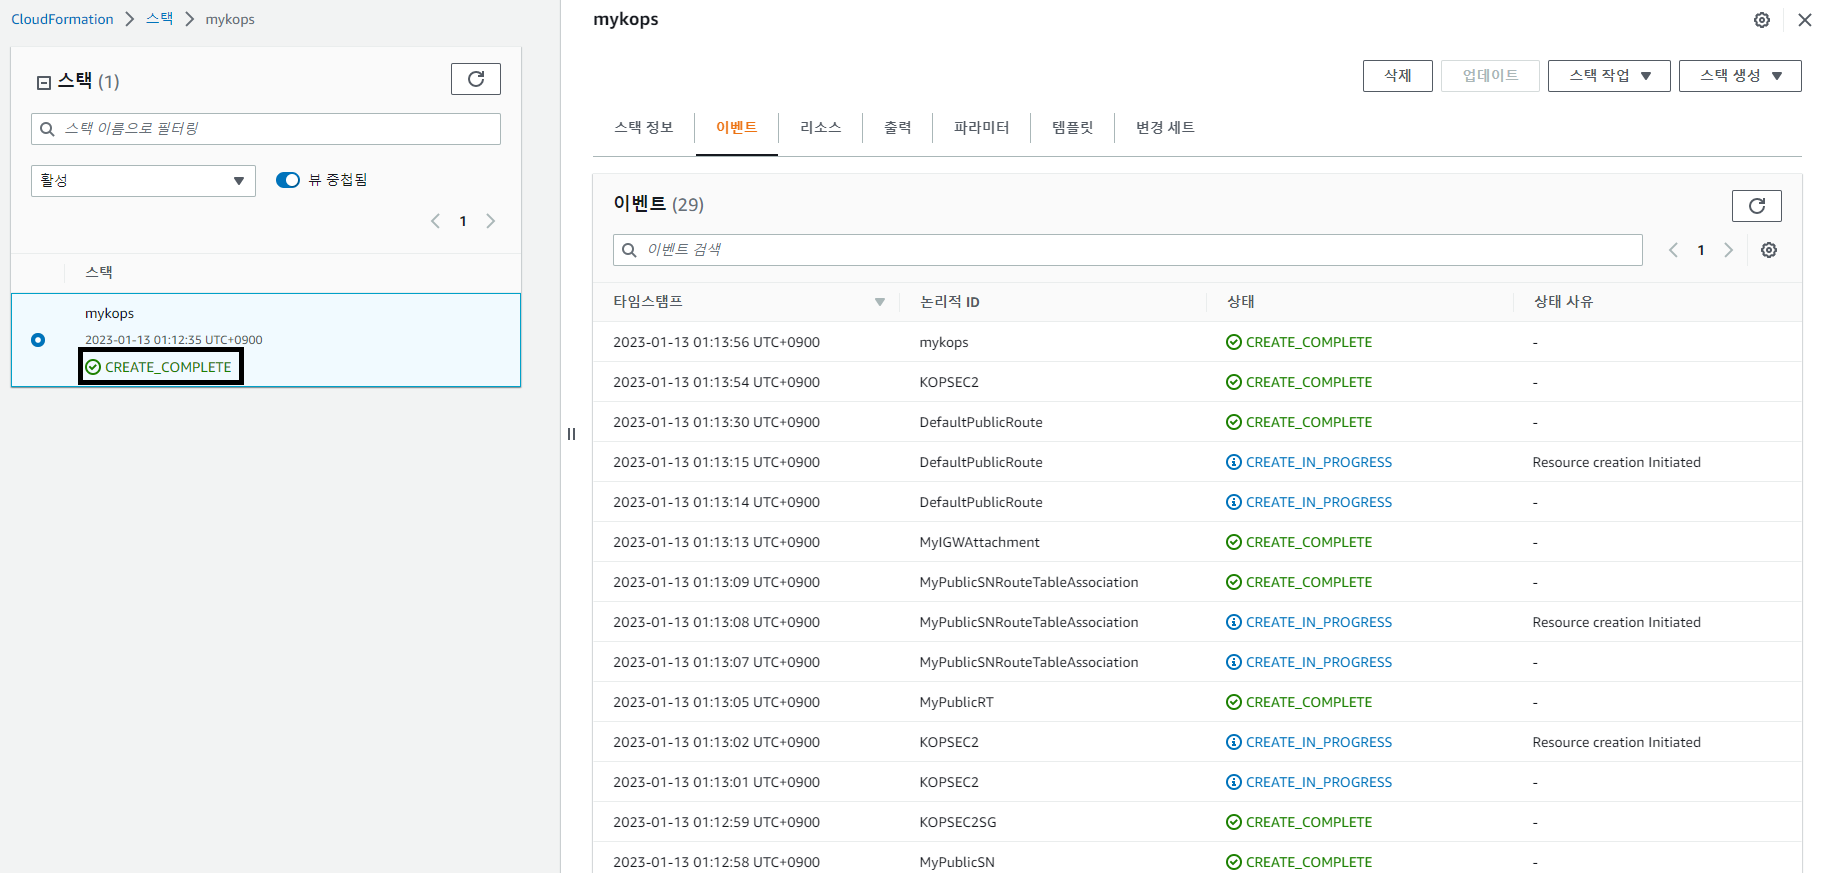 CloudFormation > 스택 > mykops
스택 (1)
스택 이름으로 필터링
활성
뷰 중첩됨
1
스택
mykops
2023-01-13 01:12:35 UTC+0900
CREATE_COMPLETE
mykops
삭제 업데이트 스택 작업 스택 생성
스택 정보 이벤트 리소스 출력 파라미터 템플릿 변경 세트
이벤트 (29)
이벤트 검색
1
타임스탬프 논리적 ID 상태 상태 사유
2023-01-13 01:13:56 UTC+0900 mykops CREATE_COMPLETE -
2023-01-13 01:13:54 UTC+0900 KOPSEC2 CREATE_COMPLETE -
2023-01-13 01:13:30 UTC+0900 DefaultPublicRoute CREATE_COMPLETE -
2023-01-13 01:13:15 UTC+0900 DefaultPublicRoute CREATE_IN_PROGRESS Resource creation Initiated
2023-01-13 01:13:14 UTC+0900 DefaultPublicRoute CREATE_IN_PROGRESS -
2023-01-13 01:13:13 UTC+0900 MyIGWAttachment CREATE_COMPLETE -
2023-01-13 01:13:09 UTC+0900 MyPublicSNRouteTableAssociation CREATE_COMPLETE -
2023-01-13 01:13:08 UTC+0900 MyPublicSNRouteTableAssociation CREATE_IN_PROGRESS Resource creation Initiated
2023-01-13 01:13:07 UTC+0900 MyPublicSNRouteTableAssociation CREATE_IN_PROGRESS -
2023-01-13 01:13:05 UTC+0900 MyPublicRT CREATE_COMPLETE -
2023-01-13 01:13:02 UTC+0900 KOPSEC2 CREATE_IN_PROGRESS Resource creation Initiated
2023-01-13 01:13:01 UTC+0900 KOPSEC2 CREATE_IN_PROGRESS -
2023-01-13 01:12:59 UTC+0900 KOPSEC2SG CREATE_COMPLETE -
2023-01-13 01:12:58 UTC+0900 MyPublicSN CREATE_COMPLETE -